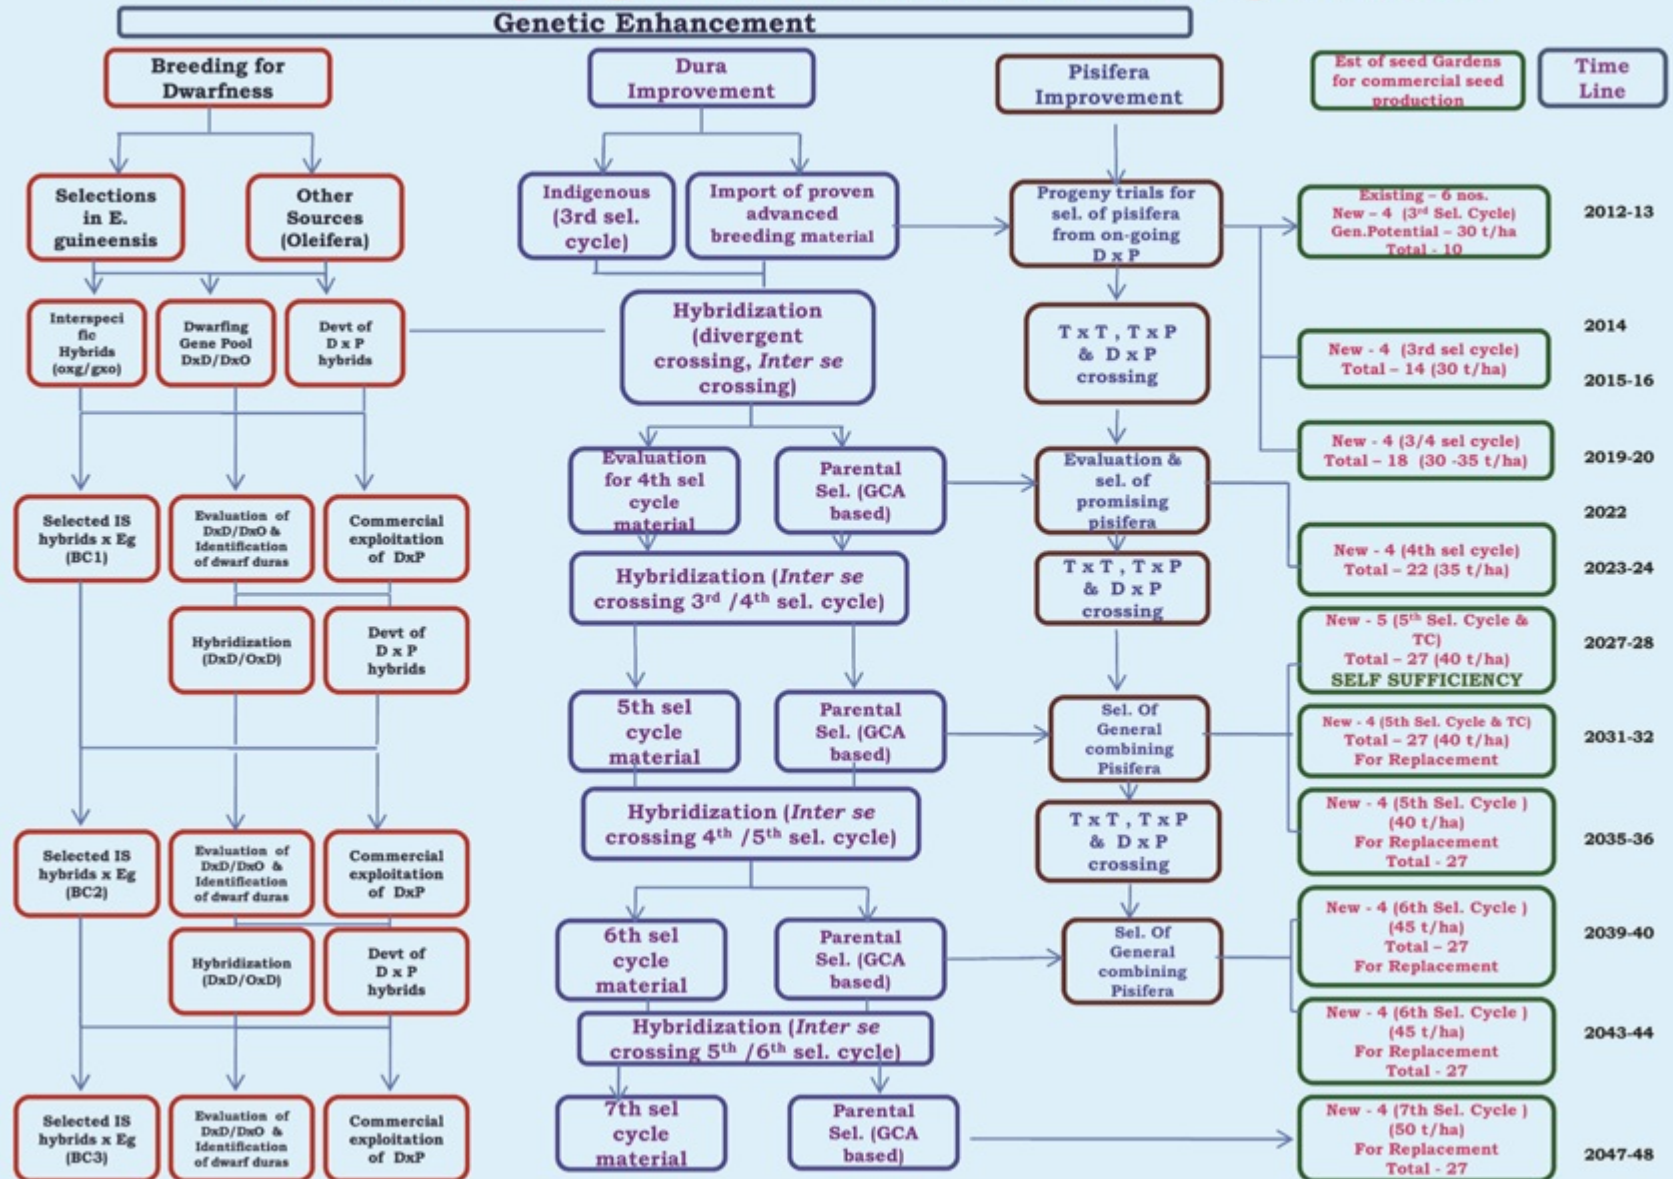 Genetic Enhancement
Breeding for
Dwarfness
Dura
Improvement
Pisifera
Improvement
Est of seed Gardens
for commercial seed
production
Time
Line
Selections
in E.
guineensis
Other
Sources
(Oleifera)
Indigenous
(3rd sel.
cycle)
Import of proven
advanced
breeding material
Progeny trials for
sel. of pisifera
from on-going
D x P
Existing – 6 nos.
New – 4 (3rd Sel. Cycle)
Gen.Potential – 30 t/ha
Total - 10
2012-13
Interspeci
fic
Hybrids
(oxg/gxo)
Dwarfing
Gene Pool
DxD/DxO
Devt of
D x P
hybrids
Hybridization
(divergent
crossing, Inter se
crossing)
T x T , T x P
& D x P
crossing
2014
New - 4 (3rd sel cycle)
Total – 14 (30 t/ha)
2015-16
Evaluation
for 4th sel
cycle
material
Parental
Sel. (GCA
based)
Evaluation &
sel. of
promising
pisifera
New - 4 (3/4 sel cycle)
Total – 18 (30 -35 t/ha)
2019-20
2022
Selected IS
hybrids x Eg
(BC1)
Evaluation of
DxD/DxO &
Identification
of dwarf duras
Commercial
exploitation
of DxP
Hybridization (Inter se
crossing 3rd /4th sel. cycle)
T x T , T x P
& D x P
crossing
New - 4 (4th sel cycle)
Total – 22 (35 t/ha)
2023-24
Hybridization
(DxD/OxD)
Devt of
D x P
hybrids
New - 5 (5th Sel. Cycle &
TC)
Total – 27 (40 t/ha)
SELF SUFFICIENCY
2027-28
5th sel
cycle
material
Parental
Sel. (GCA
based)
Sel. Of
General
combining
Pisifera
New - 4 (5th Sel. Cycle & TC)
Total – 27 (40 t/ha)
For Replacement
2031-32
Hybridization (Inter se
crossing 4th /5th sel. cycle)
T x T , T x P
& D x P
crossing
New - 4 (5th Sel. Cycle )
(40 t/ha)
For Replacement
Total - 27
2035-36
Selected IS
hybrids x Eg
(BC2)
Evaluation of
DxD/DxO &
Identification
of dwarf duras
Commercial
exploitation
of DxP
6th sel
cycle
material
Parental
Sel. (GCA
based)
Sel. Of
General
combining
Pisifera
New - 4 (6th Sel. Cycle )
(45 t/ha)
Total – 27
For Replacement
2039-40
Hybridization
(DxD/OxD)
Devt of
D x P
hybrids
Hybridization (Inter se
crossing 5th /6th sel. cycle)
New - 4 (6th Sel. Cycle )
(45 t/ha)
For Replacement
Total - 27
2043-44
Selected IS
hybrids x Eg
(BC3)
Evaluation of
DxD/DxO &
Identification
of dwarf duras
Commercial
exploitation
of DxP
7th sel
cycle
material
Parental
Sel. (GCA
based)
New - 4 (7th Sel. Cycle )
(50 t/ha)
For Replacement
Total - 27
2047-48